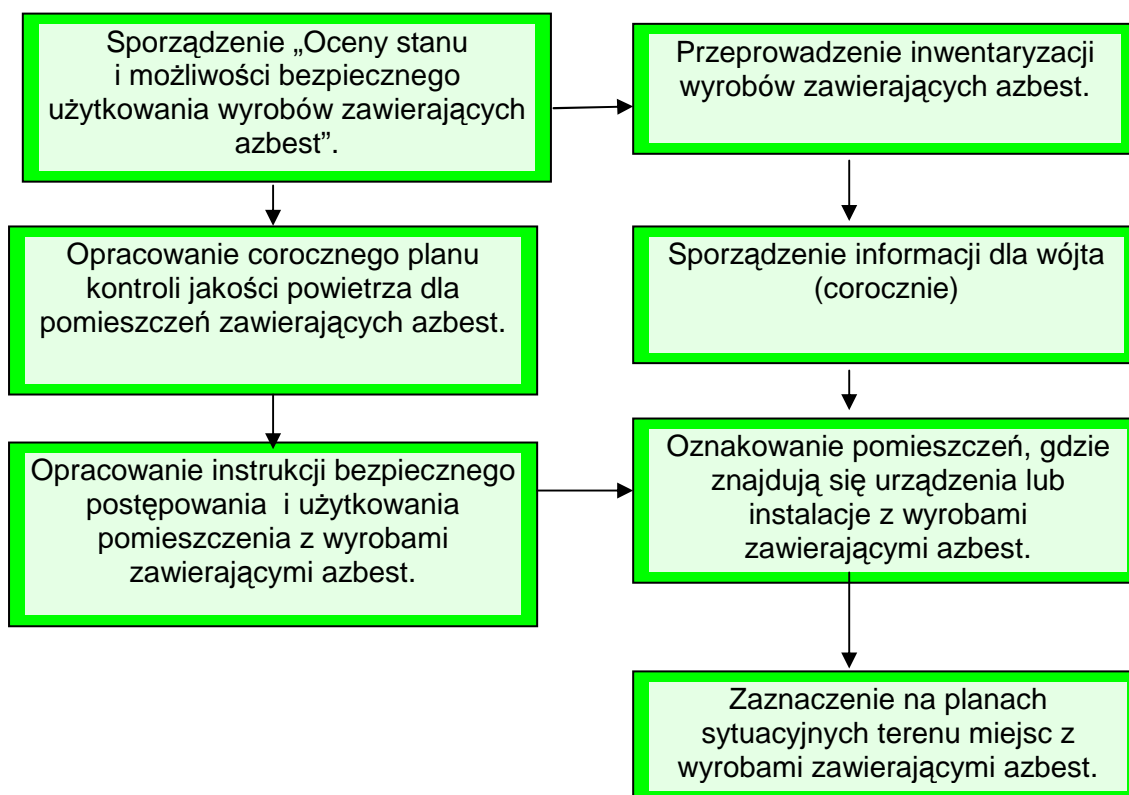 Sporządzenie „Oceny stanu
i możliwości bezpiecznego
użytkowania wyrobów zawierających
azbest”.
Przeprowadzenie inwentaryzacji
wyrobów zawierających azbest.
Opracowanie corocznego planu
kontroli jakości powietrza dla
pomieszczeń zawierających azbest.
Sporządzenie informacji dla wójta
(corocznie)
Opracowanie instrukcji bezpiecznego
postępowania i użytkowania
pomieszczenia z wyrobami
zawierającymi azbest.
Oznakowanie pomieszczeń, gdzie
znajdują się urządzenia lub
instalacje z wyrobami
zawierającymi azbest.
Zaznaczenie na planach
sytuacyjnych terenu miejsc z
wyrobami zawierającymi azbest.